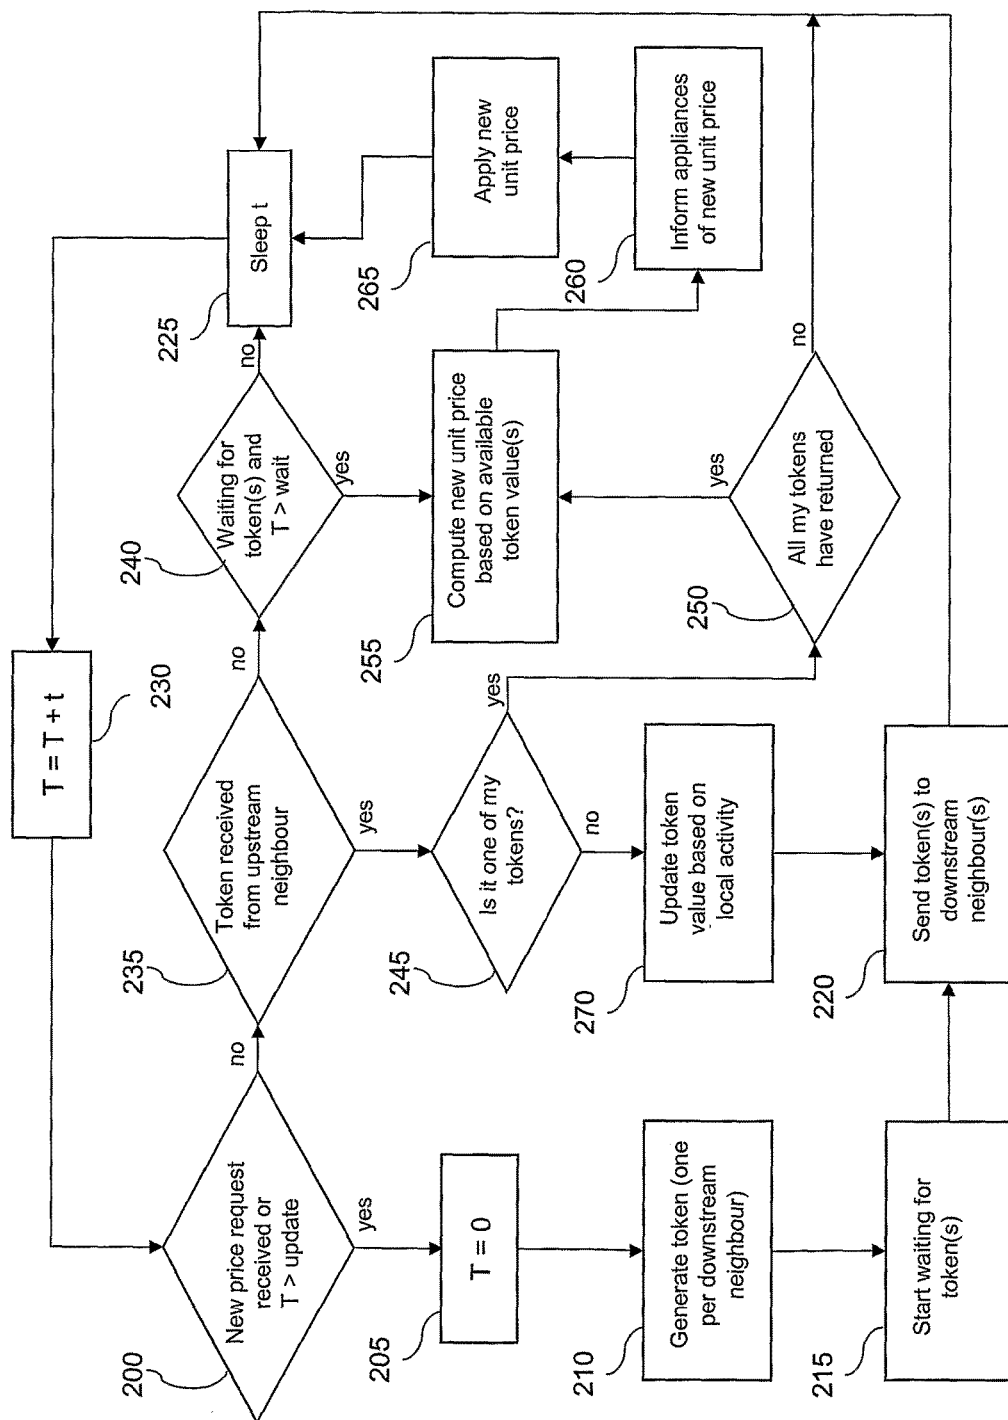 T = T + t
230
New price request
received or
T > update
200
no
yes
Token received
from upstream
neighbour
235
no
yes
Waiting for
token(s) and
T > wait
240
no
yes
Sleep t
225
T = 0
205
Is it one of my
tokens?
245
yes
no
Compute new unit price
based on available
token value(s)
255
Apply new
unit price
265
Generate token (one
per downstream
neighbour)
210
Update token
value based on
local activity
270
Inform appliances
of new unit price
260
Start waiting for
token(s)
215
Send token(s) to
downstream
neighbour(s)
220
All my tokens
have returned
250
yes
no